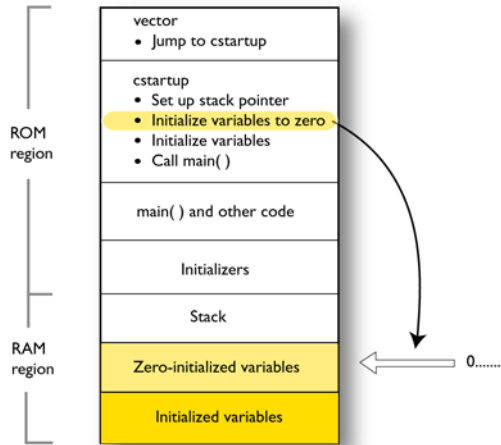 vector
• Jump to cstartup
cstartup
• Set up stack pointer
• Initialize variables to zero
• Initialize variables
• Call main( )
ROM
region
main( ) and other code
Initializers
Stack
RAM
region
Zero-initialized variables
0.......
Initialized variables